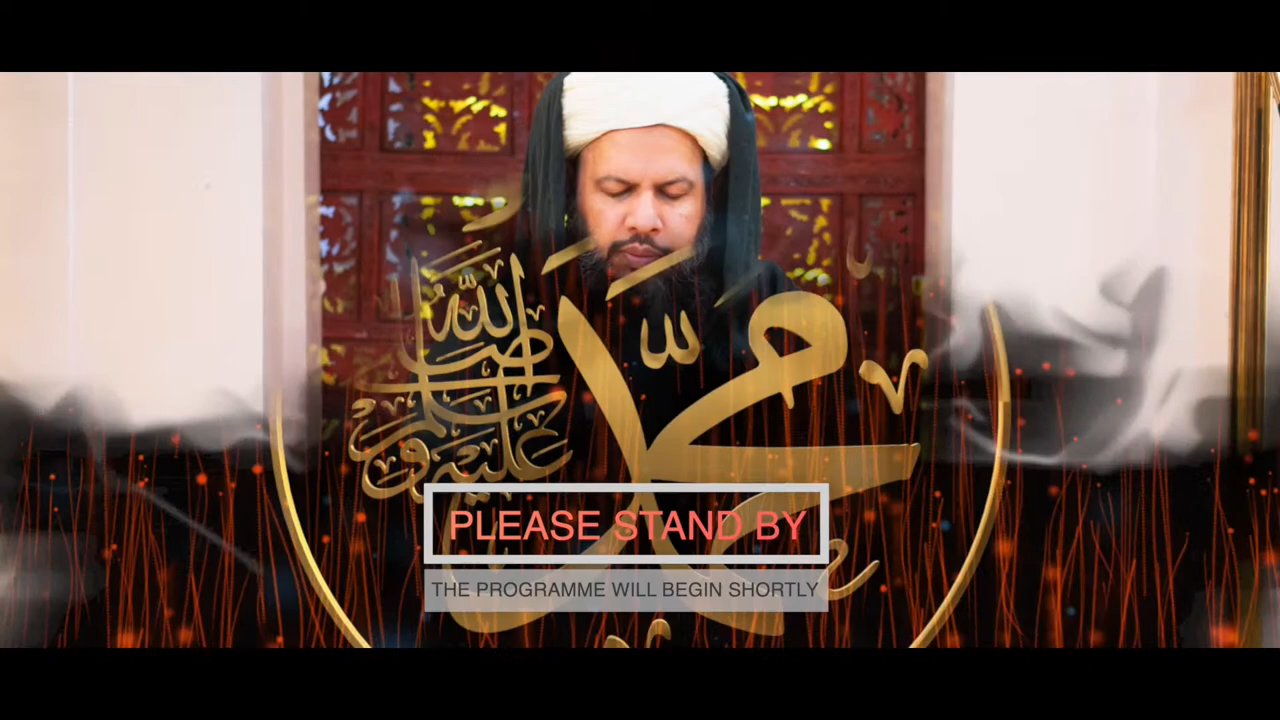 محمد
صلى الله
عليه وسلم
PLEASE STAND BY
THE PROGRAMME WILL BEGIN SHORTLY